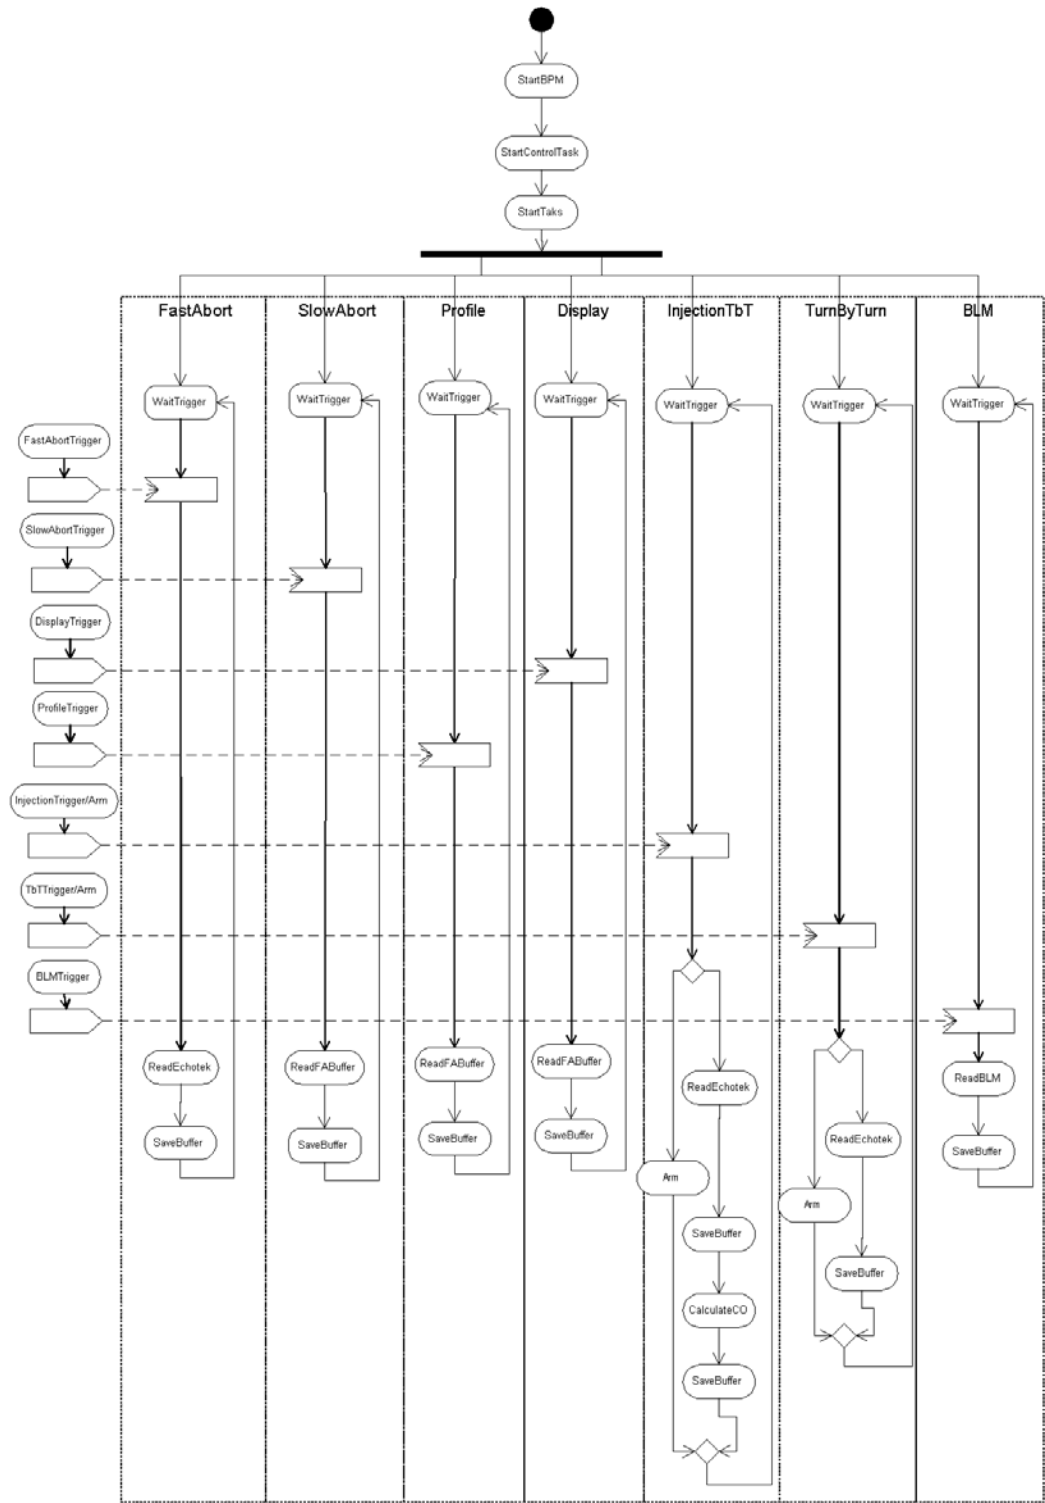 StartBPM
StartControlTask
StartTaks
FastAbort SlowAbort Profile Display InjectionTbT TurnByTurn BLM
WaitTrigger WaitTrigger WaitTrigger WaitTrigger WaitTrigger WaitTrigger WaitTrigger
FastAbortTrigger
SlowAbortTrigger
DisplayTrigger
ProfileTrigger
InjectionTrigger/Arm
TbTTrigger/Arm
BLMTrigger
ReadEchotek ReadFABuffer ReadFABuffer ReadFABuffer ReadEchotek ReadBLM
SaveBuffer SaveBuffer SaveBuffer SaveBuffer ReadEchotek SaveBuffer
Arm Arm
SaveBuffer SaveBuffer
CalculateCO
SaveBuffer